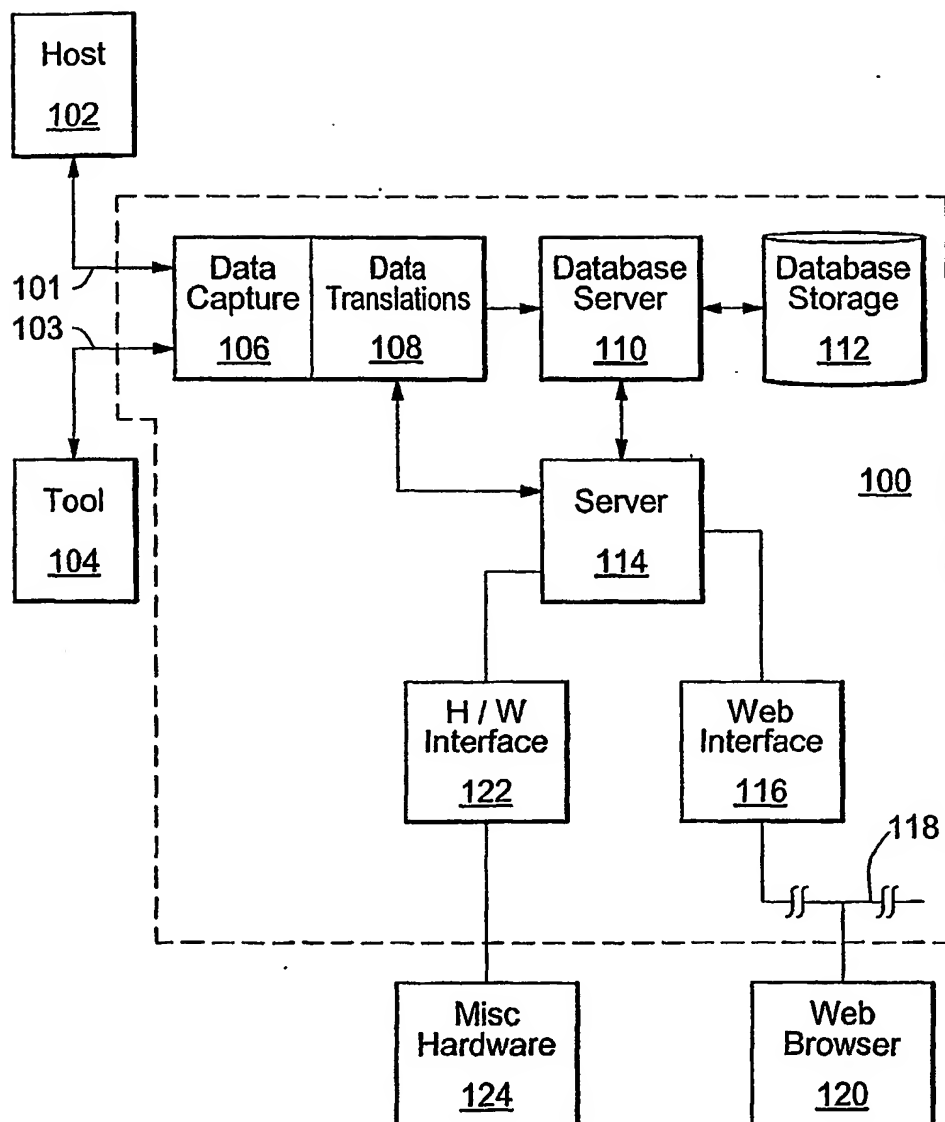 Host
102
101
103
Data
Capture
106
Data
Translations
108
Database
Server
110
Database
Storage
112
Tool
104
Server
114
100
H / W
Interface
122
Web
Interface
116
118
Misc
Hardware
124
Web
Browser
120